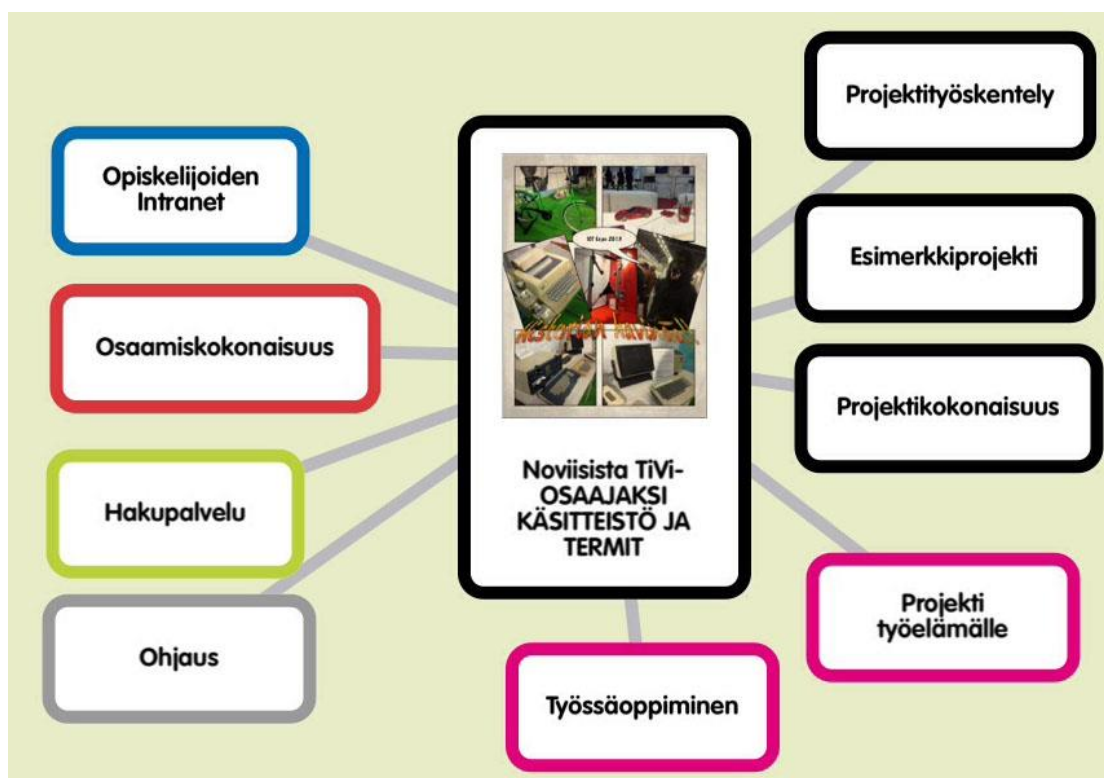 Opiskelijoiden
Intranet
Osaamiskokonaisuus
Hakupalvelu
Ohjaus
Noviisista TiVi-
OSAAJAKSI
KÄSITTEISTÖ JA
TERMIT
Työssäoppiminen
Projektityöskentely
Esimerkkiprojekti
Projektikokonaisuus
Projekti
työelämälle